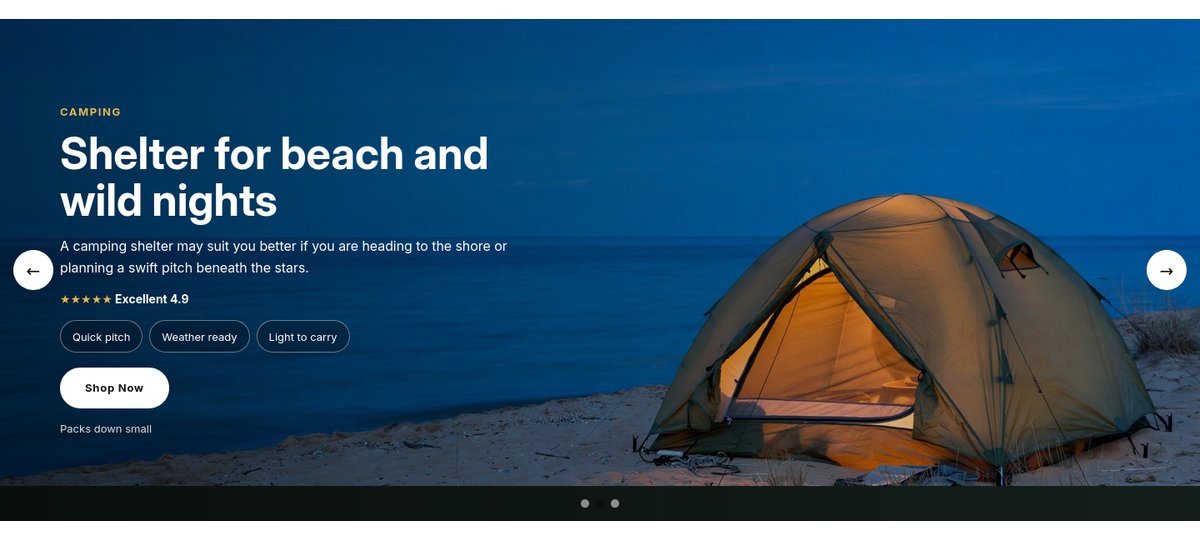 CAMPING
Shelter for beach and
wild nights
A camping shelter may suit you better if you are heading to the shore or
planning a swift pitch beneath the stars.
★★★★★ Excellent 4.9
Quick pitch Weather ready Light to carry
Shop Now
Packs down small